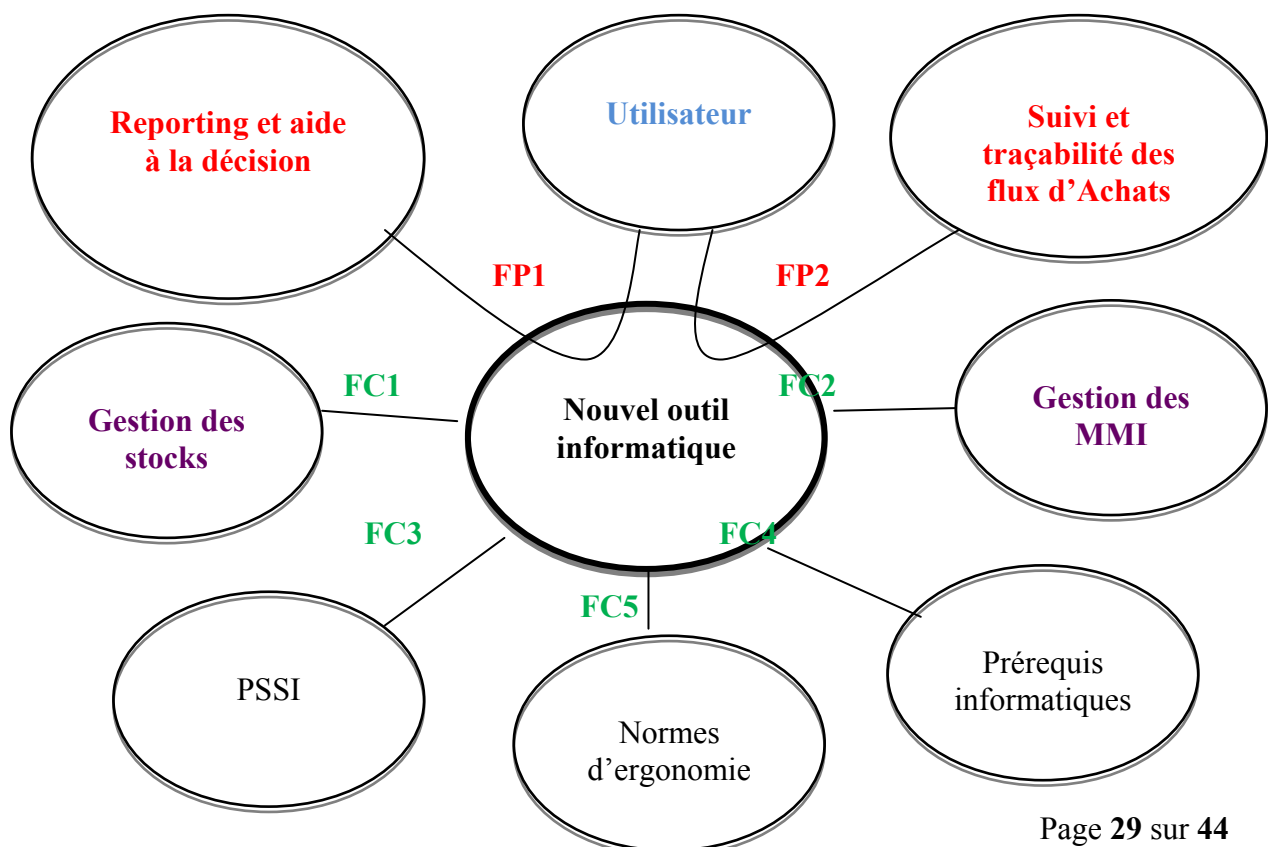 Reporting et aide
à la décision
Utilisateur
Suivi et
traçabilité des
flux d’Achats
FP1
FP2
FC1
FC2
Gestion des
stocks
Nouvel outil
informatique
Gestion des
MMI
FC3
FC4
FC5
PSSI
Normes
d’ergonomie
Prérequis
informatiques
Page 29 sur 44